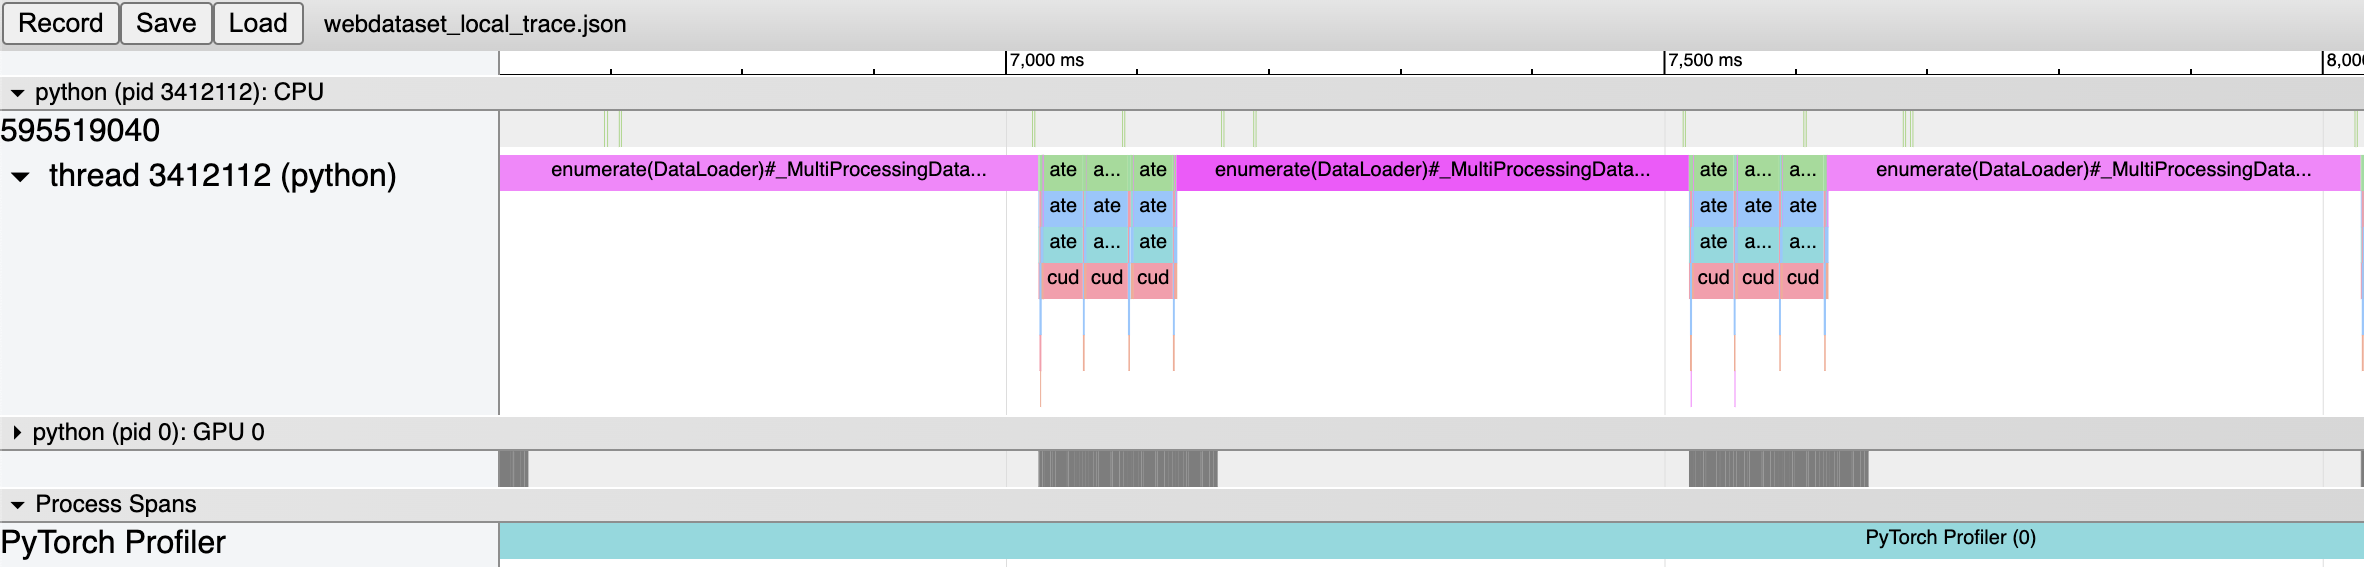 Record Save Load webdataset_local_trace.json
7,000 ms 7,500 ms 8,00
python (pid 3412112): CPU
595519040
thread 3412112 (python)
enumerate(DataLoader)#_MultiProcessingData... ate a... ate enumerate(DataLoader)#_MultiProcessingData... ate a... a... enumerate(DataLoader)#_MultiProcessingData...
ate ate ate ate ate ate
ate a... ate ate a... a...
cud cud cud cud cud cud
python (pid 0): GPU 0
Process Spans
PyTorch Profiler PyTorch Profiler (0)